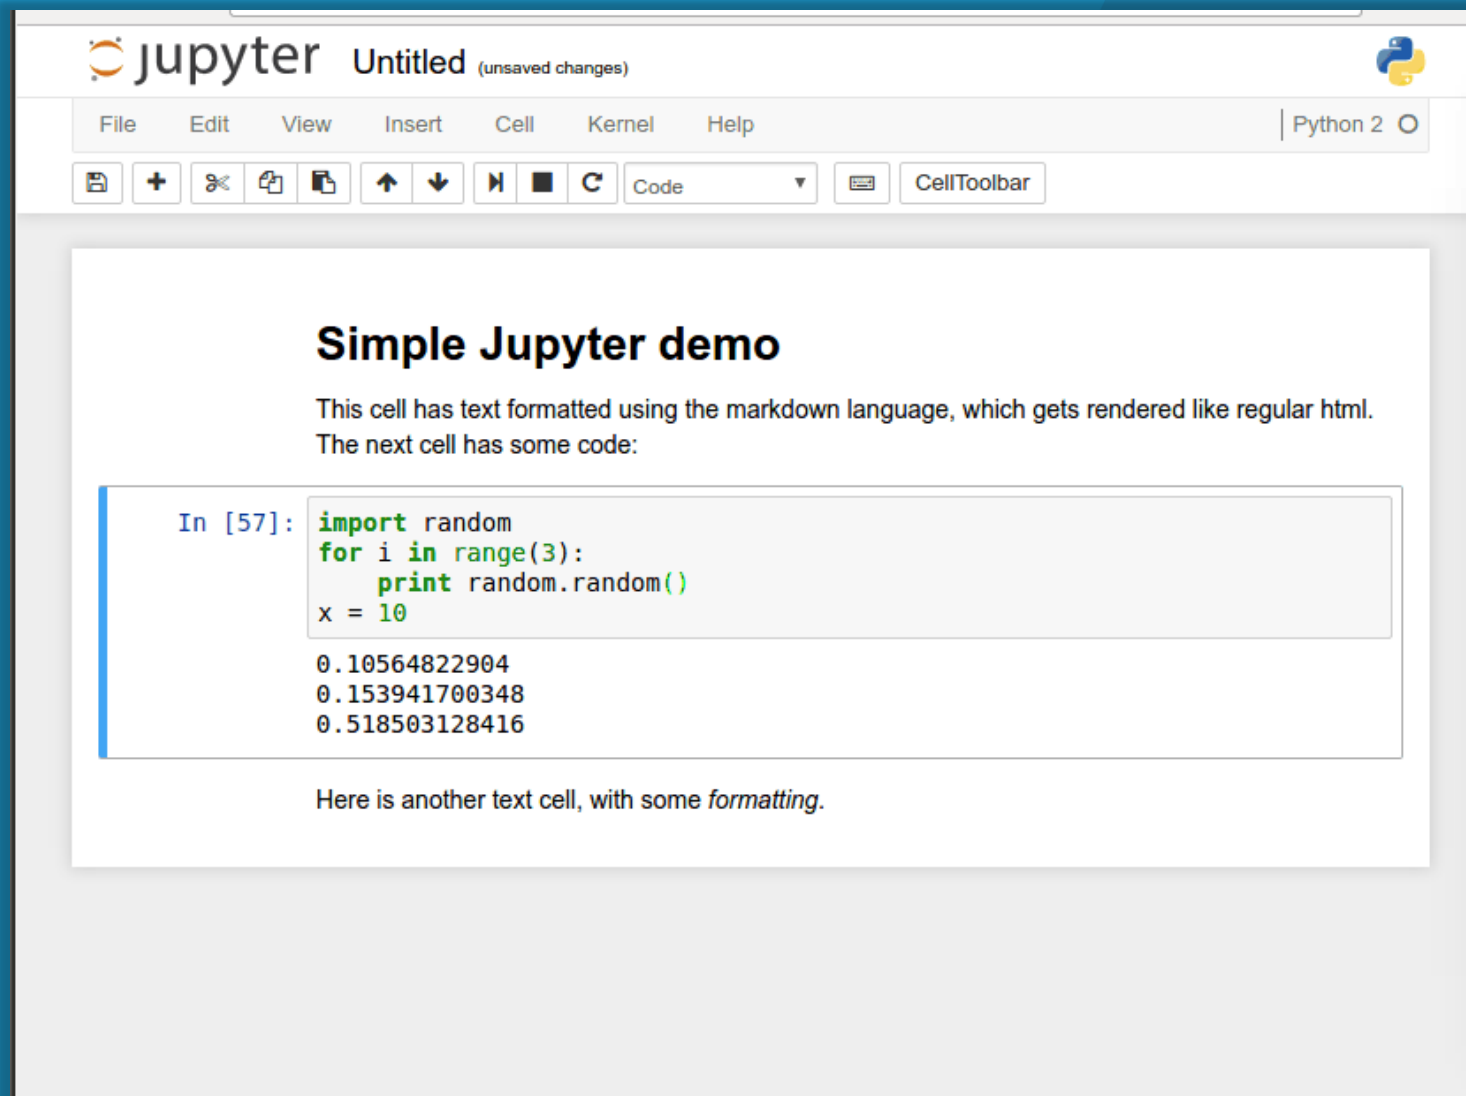 jupyter Untitled (unsaved changes)
File Edit View Insert Cell Kernel Help Python 2
Code CellToolbar
Simple Jupyter demo
This cell has text formatted using the markdown language, which gets rendered like regular html.
The next cell has some code:
In [57]: import random
for i in range(3):
    print random.random()
x = 10
0.10564822904
0.153941700348
0.518503128416
Here is another text cell, with some formatting.